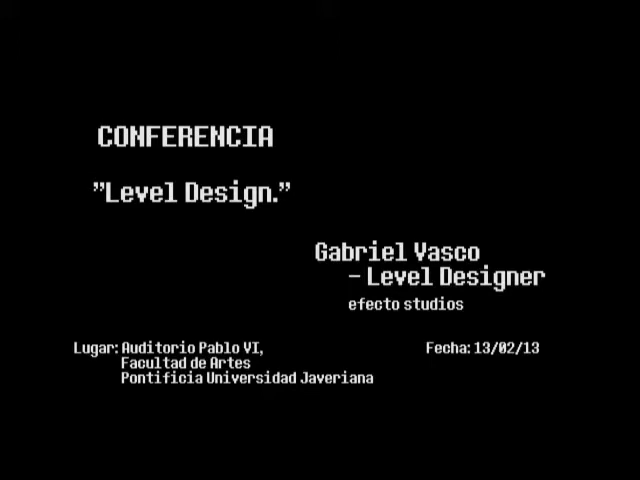 CONFERENCIA
"Level Design."
Gabriel Vasco
- Level Designer
efecto studios
Lugar: Auditorio Pablo VI,
Facultad de Artes
Pontificia Universidad Javeriana
Fecha: 13/02/13